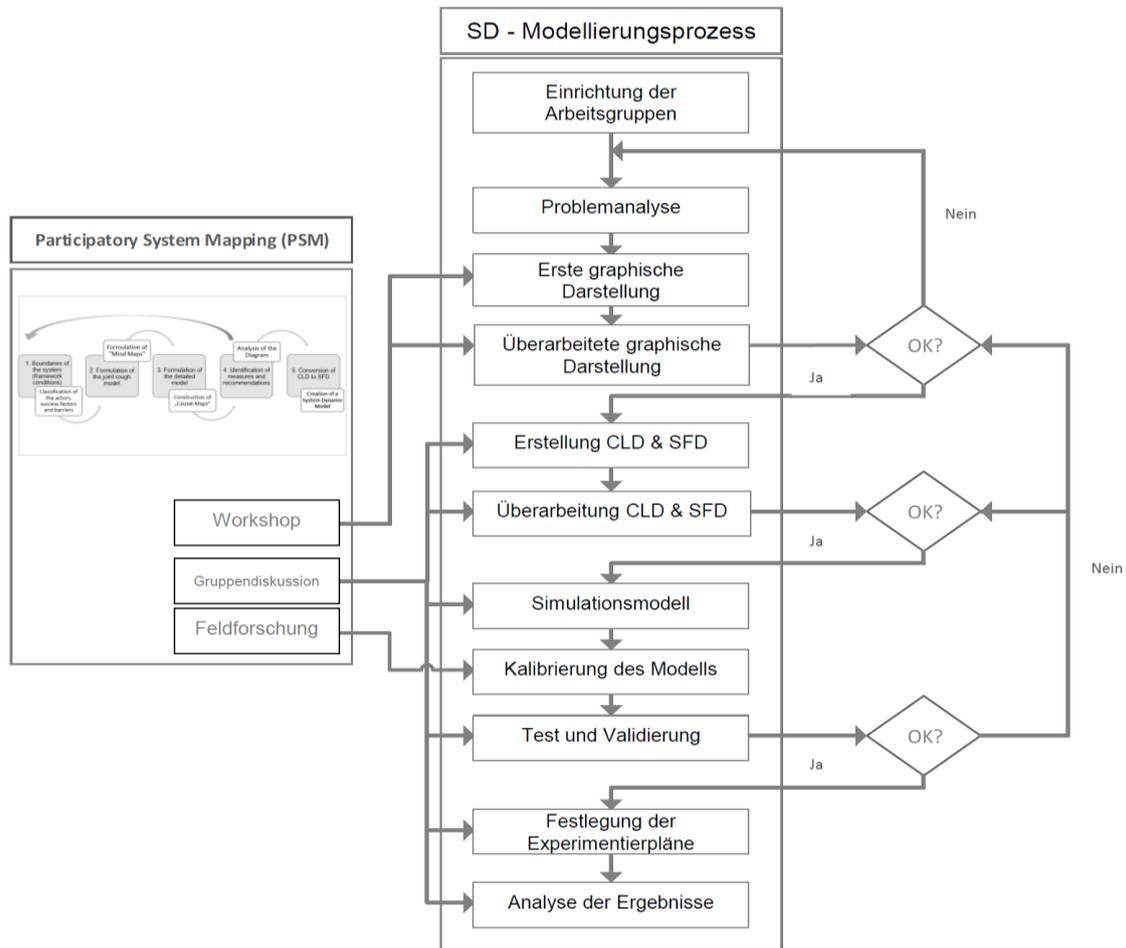 SD - Modellierungsprozess
Einrichtung der
Arbeitsgruppen
Problemanalyse
Erste graphische
Darstellung
Überarbeitete graphische
Darstellung
OK?
Nein
Ja
Erstellung CLD & SFD
Überarbeitung CLD & SFD
OK?
Ja
Nein
Simulationsmodell
Kalibrierung des Modells
Test und Validierung
OK?
Ja
Festlegung der
Experimentierpläne
Analyse der Ergebnisse
Participatory System Mapping (PSM)
1. Boundaries of
the system
(framework
conditions)
Classification of
the actors,
success factors
and barriers
2. Formulation of
the joint rough
model
Formulation of
"Mind Maps"
3. Formulation of
the detailed
model
Construction of
„Causal-Maps"
4. Identification of
measures and
recommendations
Analysis of the
Diagram
5. Conversion of
CLD to SFD
Creation of a
System Dynamic
Model
Workshop
Gruppendiskussion
Feldforschung